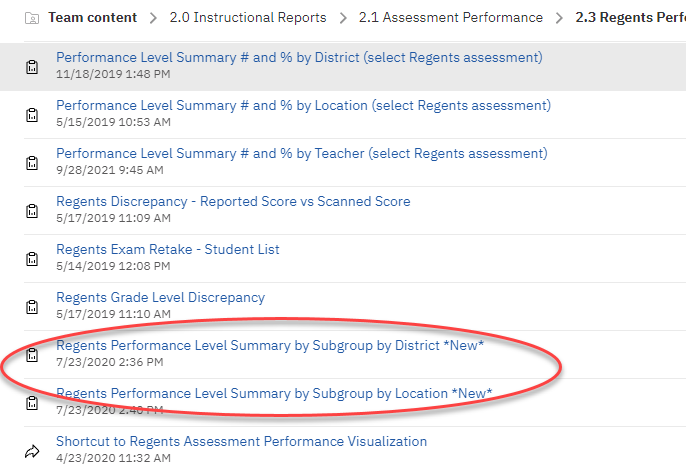 Team content > 2.0 Instructional Reports > 2.1 Assessment Performance > 2.3 Regents Perf
Performance Level Summary # and % by District (select Regents assessment)
11/18/2019 1:48 PM
Performance Level Summary # and % by Location (select Regents assessment)
5/15/2019 10:53 AM
Performance Level Summary # and % by Teacher (select Regents assessment)
9/28/2021 9:45 AM
Regents Discrepancy - Reported Score vs Scanned Score
5/17/2019 11:09 AM
Regents Exam Retake - Student List
5/14/2019 12:08 PM
Regents Grade Level Discrepancy
5/17/2019 11:10 AM
Regents Performance Level Summary by Subgroup by District *New*
7/23/2020 2:36 PM
Regents Performance Level Summary by Subgroup by Location *New*
7/23/2020 2:40 PM
Shortcut to Regents Assessment Performance Visualization
4/23/2020 11:32 AM